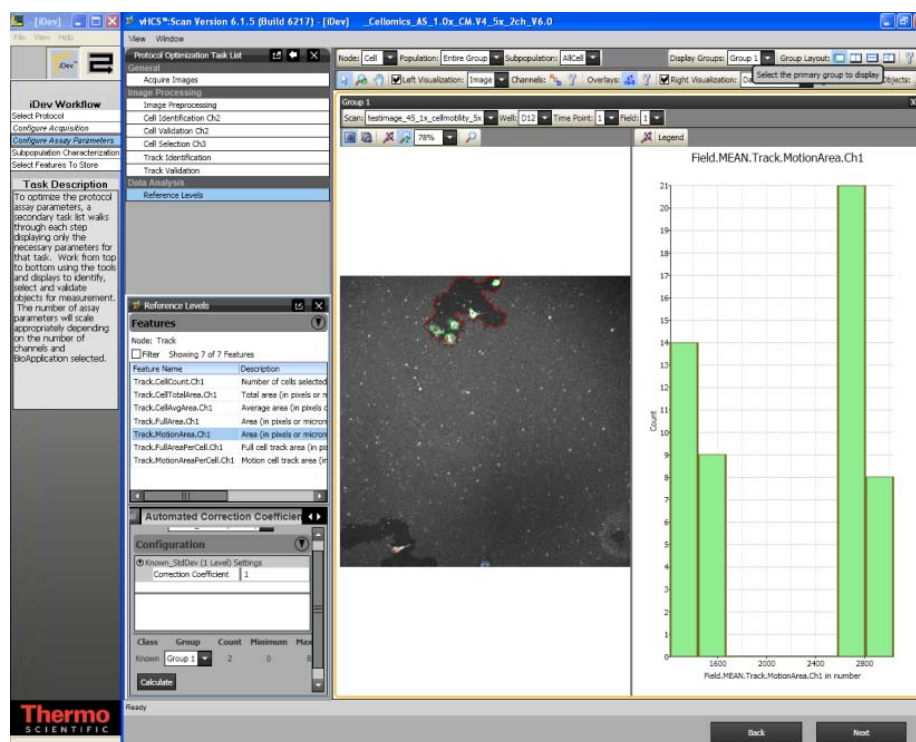 - [iDev]
vHCS™:Scan Version 6.1.5 (Build 6217) - [iDev] _Cellomics_AS_1.0x_CM.V4_5x_2ch_V6.0
File View Help
View Window
iDev™
iDev Workflow
Select Protocol
Configure Acquisition
Configure Assay Parameters
Subpopulation Characterization
Select Features To Store
Task Description
To optimize the protocol
assay parameters, a
secondary task list walks
through each step
displaying only the
necessary parameters for
that task. Work from top
to bottom using the tools
and displays to identify,
select and validate
objects for measurement.
The number of assay
parameters will scale
appropriately depending
on the number of
channels and
BioApplication selected.
Thermo
SCIENTIFIC
Protocol Optimization Task List
General
Acquire Images
Image Processing
Image Preprocessing
Cell Identification Ch2
Cell Validation Ch2
Cell Selection Ch3
Track Identification
Track Validation
Data Analysis
Reference Levels
Reference Levels
Features
Node: Track
Filter Showing 7 of 7 Features
Feature Name Description
Track.CellCount.Ch1 Number of cells selected
Track.CellTotalArea.Ch1 Total area (in pixels or
Track.CellAvgArea.Ch1 Average area (in pixels
Track.FullArea.Ch1 Area (in pixels or micron
Track.MotionArea.Ch1 Area (in pixels or micron
Track.FullAreaPerCell.Ch1 Full cell track area (in
Track.MotionAreaPerCell.Ch1 Motion cell track area (in
Automated Correction Coefficien
Configuration
Known_StdDev (1 Level) Settings
Correction Coefficient 1
Class Group Count Minimum Max
Known Group 1 2 0 8
Calculate
Node: Cell Population: Entire Group Subpopulation: AllCell Display Groups: Group 1 Group Layout:
Left Visualization: Image Channels: Overlays: Right Visualization: Objects:
Select the primary group to display
Group 1
Scan: testimage_45_1x_cellmotility_5x Well: D12 Time Point: 1 Field: 1
78%
Legend
Field.MEAN.Track.MotionArea.Ch1
21
20
19
18
17
16
15
14
13
12
11
10
9
8
7
6
5
4
3
2
1
0
Count
1600 2000 2400 2800
Field.MEAN.Track.MotionArea.Ch1 in number
Ready
Back Next